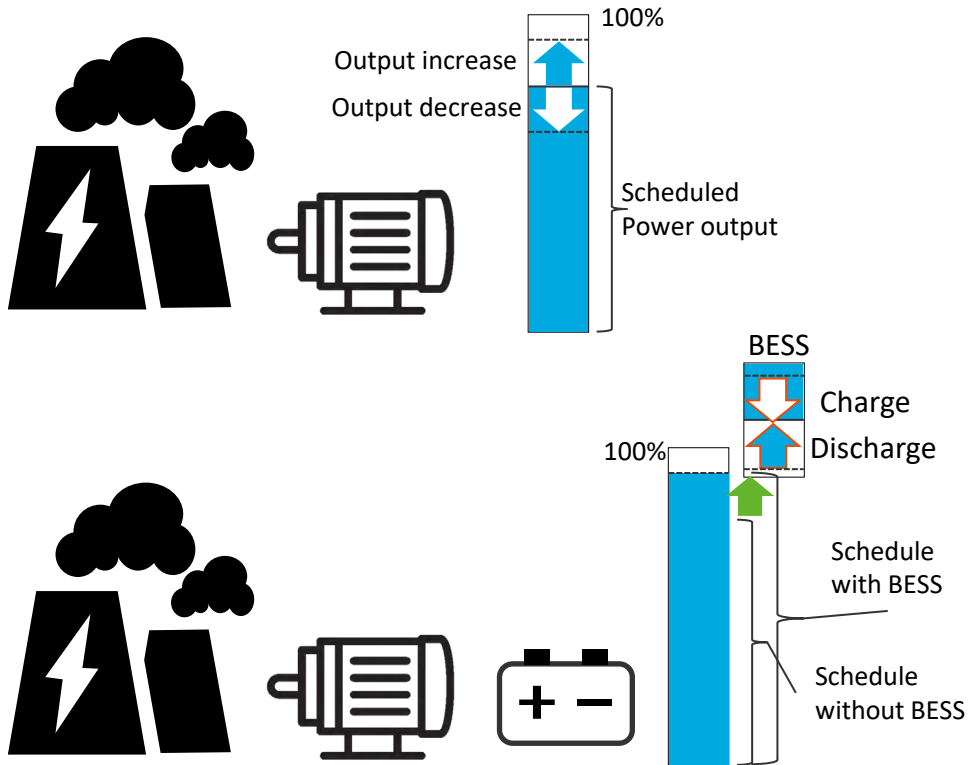 100%
Output increase
Output decrease
Scheduled
Power output
BESS
Charge
Discharge
100%
Schedule
with BESS
Schedule
without BESS